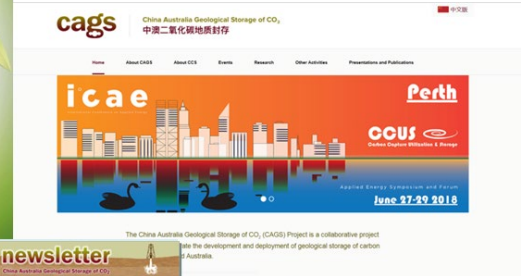 中文版
cags
China Australia Geological Storage of CO₂
中澳二氧化碳地质封存
Home About CAGS About CCS Events Research Other Activities Presentations and Publications
icae
Perth
CCUS
Carbon Capture Utilization & Storage
Applied Energy Symposium and Forum
June 27-29 2018
The China Australia Geological Storage of CO₂ (CAGS) Project is a collaborative project
ate the development and deployment of geological storage of carbon
d Australia.
newsletter
China Australia Geological Storage of CO₂